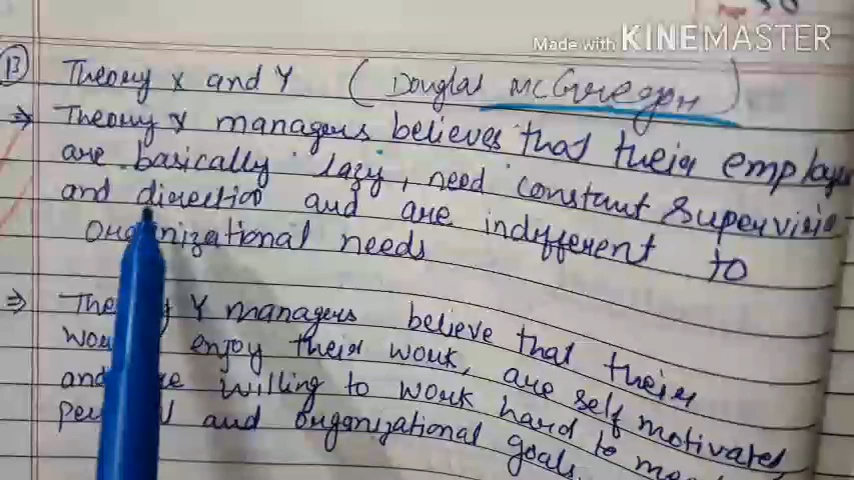 Made with KINEMASTER
13) Theory X and Y (Douglas McGregor)
⇒ Theory X managers believes that their
are basically lazy, need constant
and direction and are indifferent to
organizational needs
⇒ Y managers believe that their
enjoy their work, are self motivated
and willing to work hard to
and organizational goals.